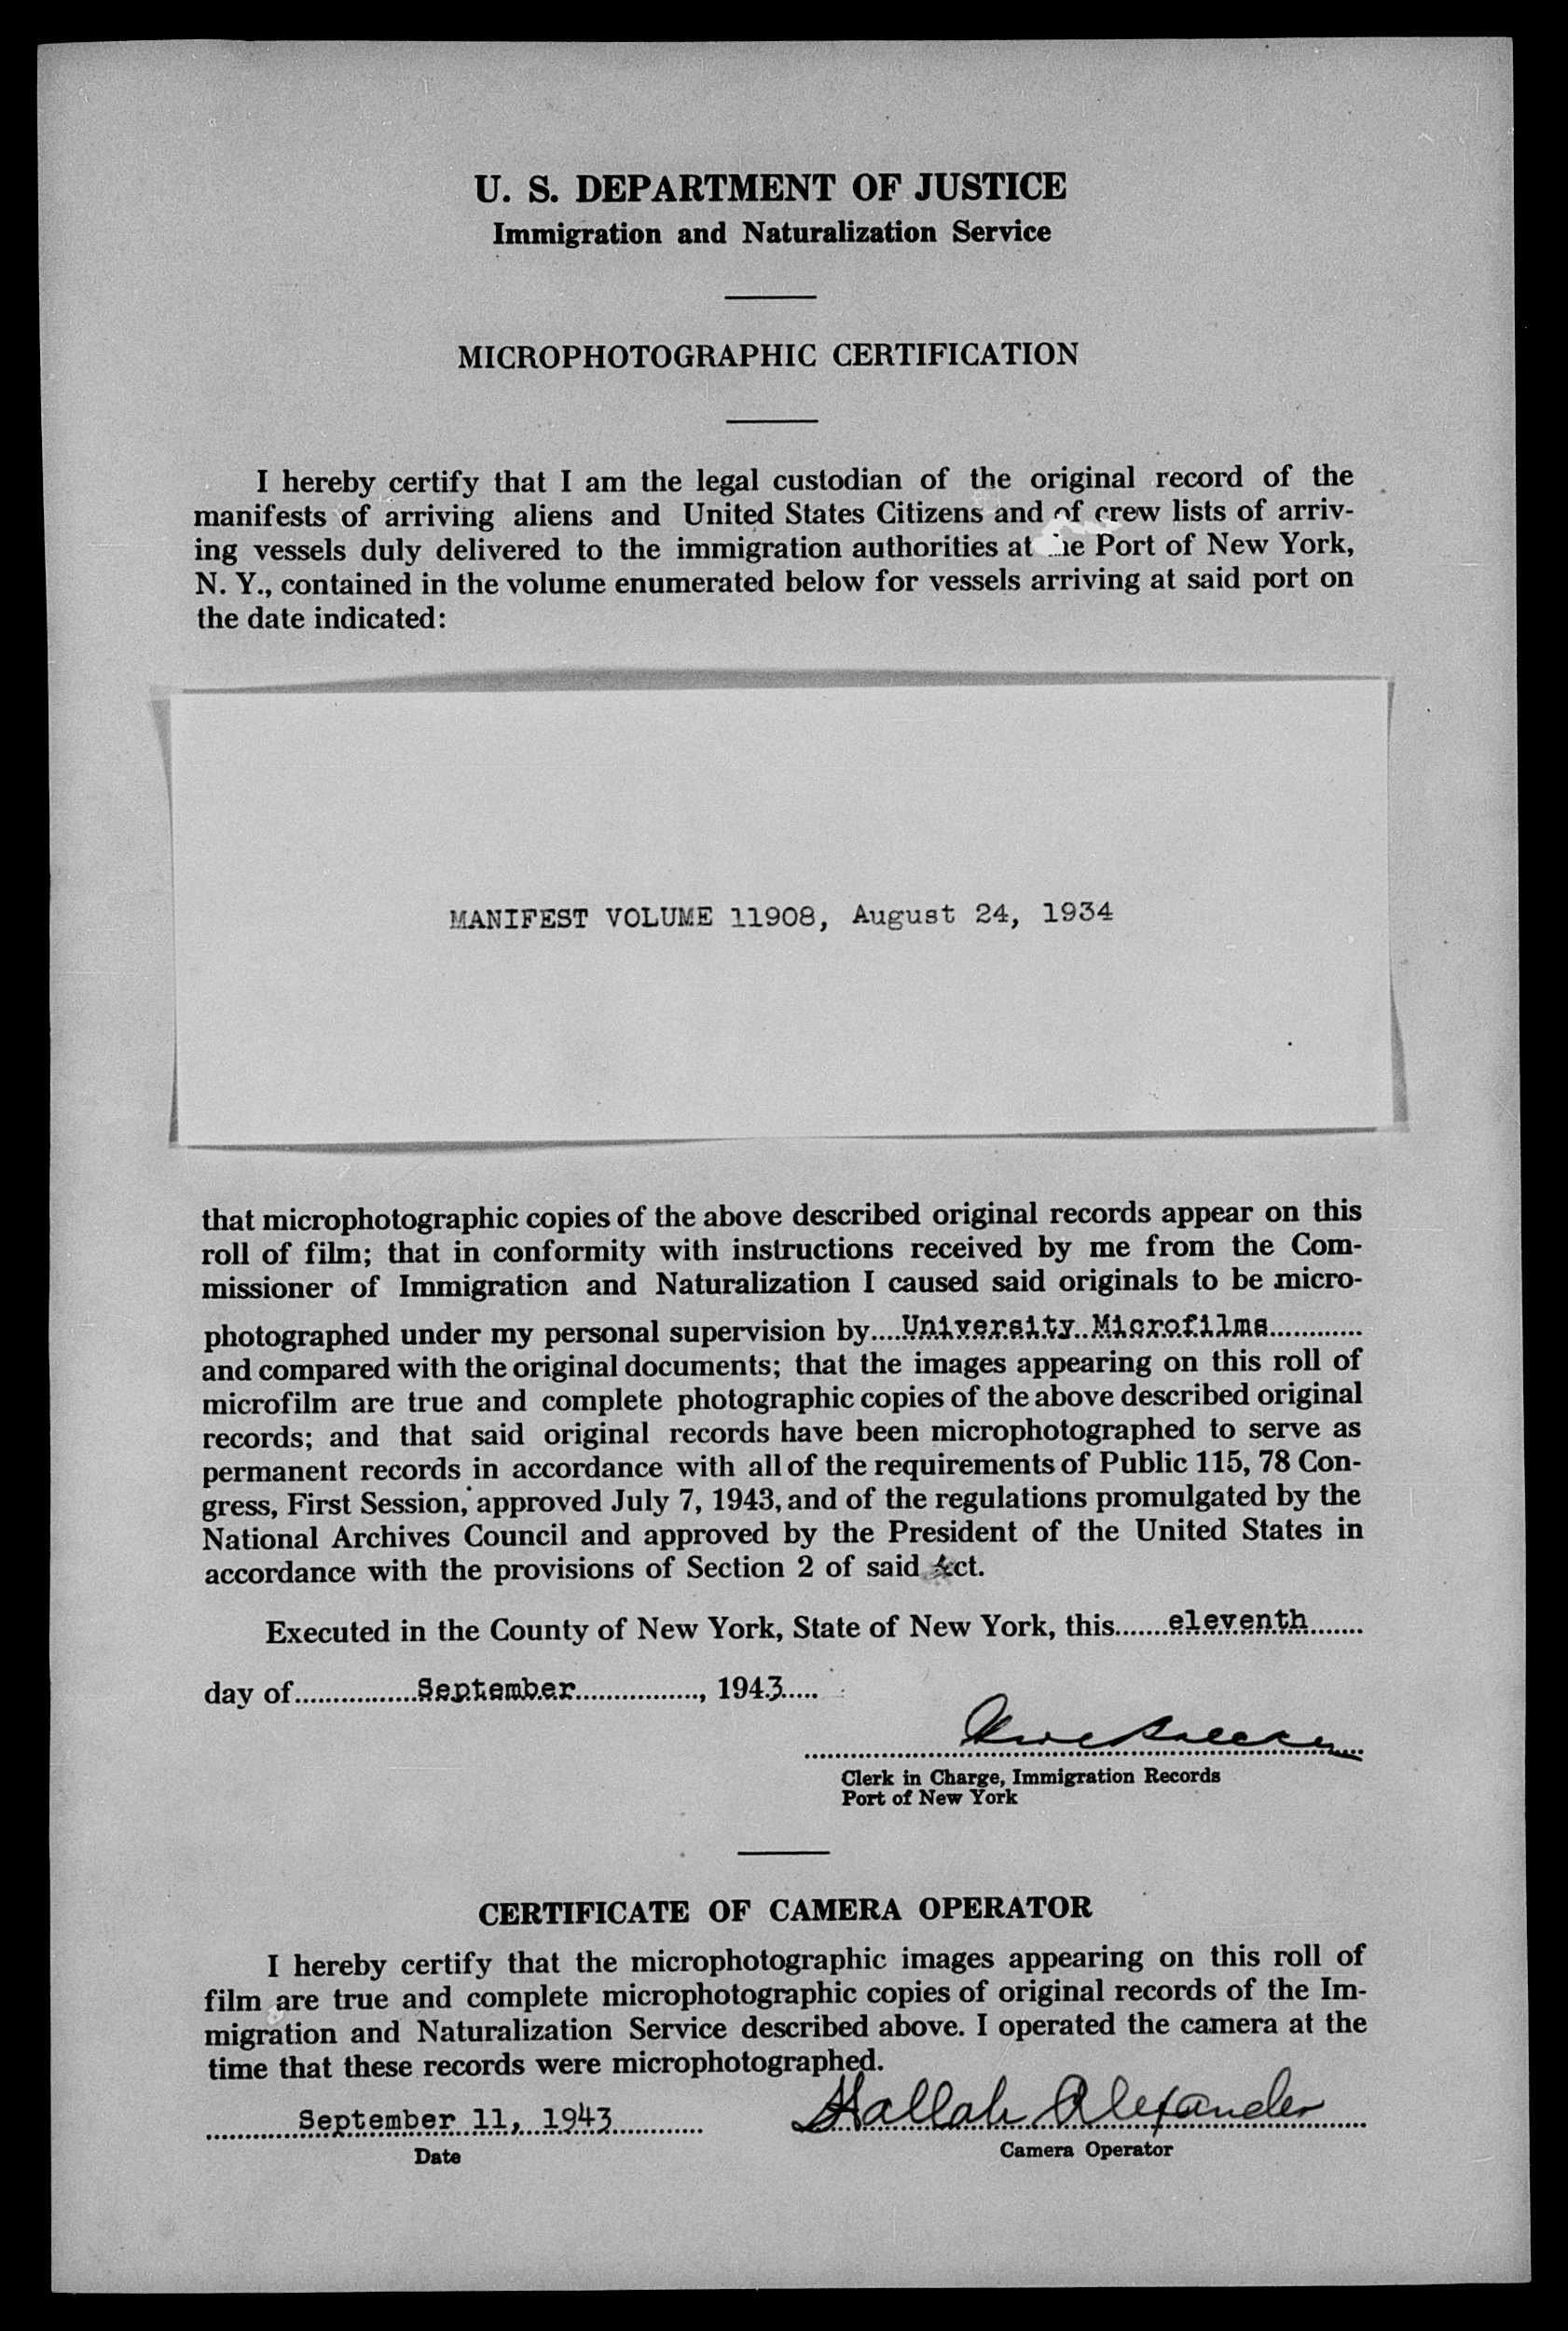 U. S. DEPARTMENT OF JUSTICE
Immigration and Naturalization Service
MICROPHOTOGRAPHIC CERTIFICATION
I hereby certify that I am the legal custodian of the original record of the
manifests of arriving aliens and United States Citizens and of crew lists of arriv-
ing vessels duly delivered to the immigration authorities at Port of New York,
N. Y., contained in the volume enumerated below for vessels arriving at said port on
the date indicated:
MANIFEST VOLUME 11908, August 24, 1934
that microphotographic copies of the above described original records appear on this
roll of film; that in conformity with instructions received by me from the Com-
missioner of Immigration and Naturalization I caused said originals to be micro-
photographed under my personal supervision by....University Microfilms............
and compared with the original documents; that the images appearing on this roll of
microfilm are true and complete photographic copies of the above described original
records; and that said original records have been microphotographed to serve as
permanent records in accordance with all of the requirements of Public 115, 78 Con-
gress, First Session, approved July 7, 1943, and of the regulations promulgated by the
National Archives Council and approved by the President of the United States in
accordance with the provisions of Section 2 of said Act.
Executed in the County of New York, State of New York, this.......eleventh.......
day of................September................, 1943.....
Clerk in Charge, Immigration Records
Port of New York
CERTIFICATE OF CAMERA OPERATOR
I hereby certify that the microphotographic images appearing on this roll of
film are true and complete microphotographic copies of original records of the Im-
migration and Naturalization Service described above. I operated the camera at the
time that these records were microphotographed.
September 11, 1943 Hallah Alexander
Date Camera Operator